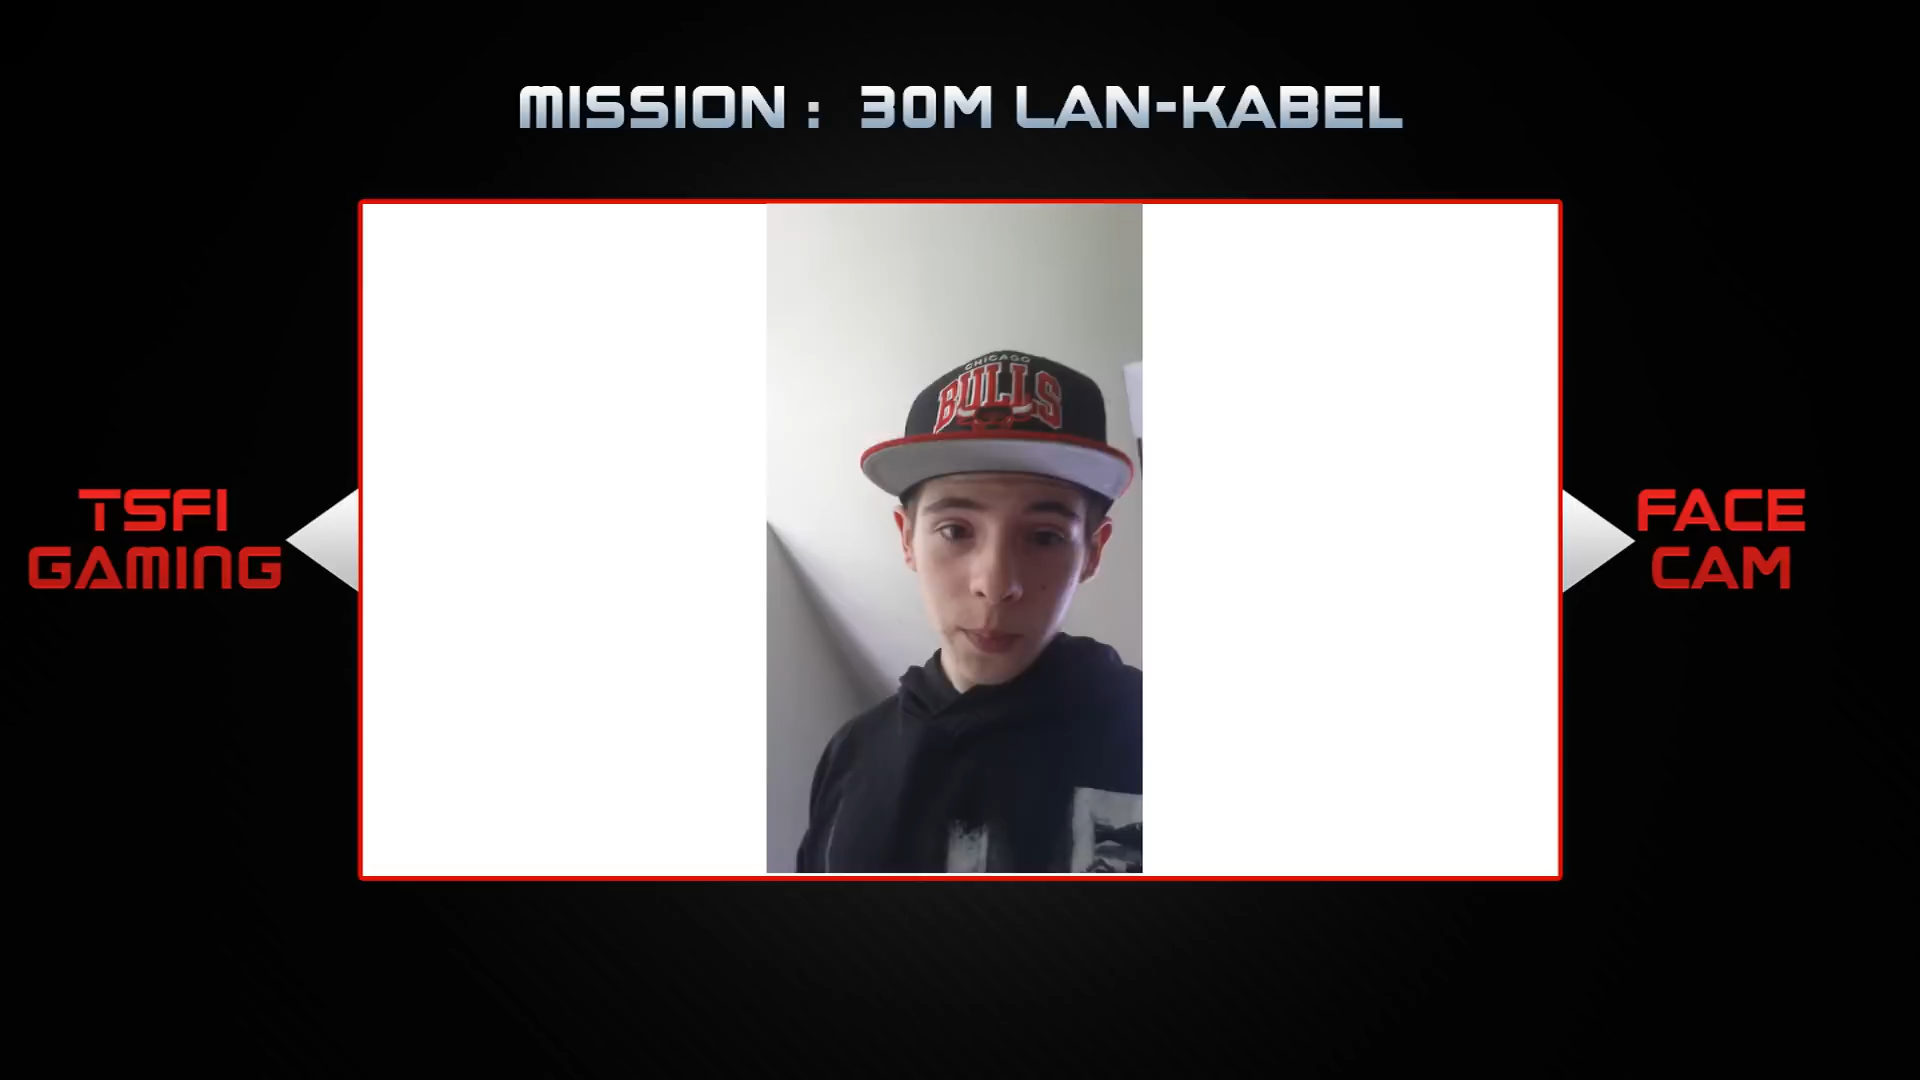 MISSION : 30M LAN-KABEL
CHICAGO
BULLS
TSFI
GAMING
FACE
CAM